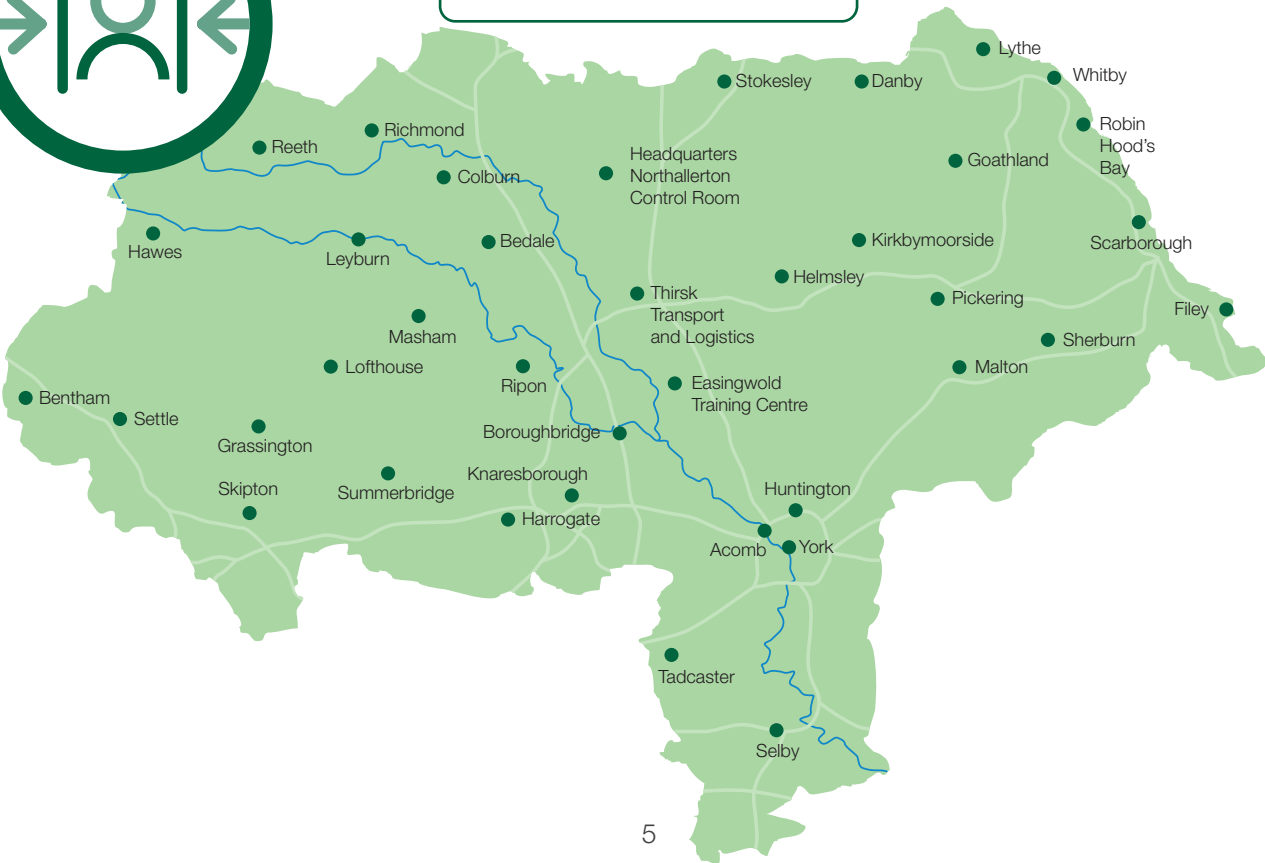 Lythe
Whitby
Stokesley
Danby
Robin
Hood's
Bay
Richmond
Reeth
Headquarters
Northallerton
Control Room
Goathland
Colburn
Hawes
Leyburn
Bedale
Kirkbymoorside
Scarborough
Helmsley
Thirsk
Transport
and Logistics
Pickering
Filey
Masham
Sherburn
Lofthouse
Ripon
Malton
Easingwold
Training Centre
Bentham
Settle
Grassington
Boroughbridge
Skipton
Summerbridge
Knaresborough
Harrogate
Huntington
Acomb
York
Tadcaster
Selby
5